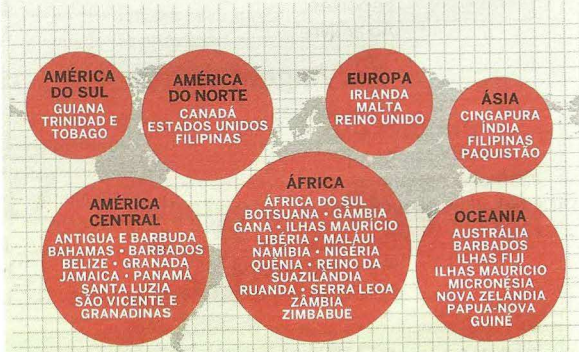 AMÉRICA
DO SUL
GUIANA
TRINIDAD E
TOBAGO
AMÉRICA
DO NORTE
CANADÁ
ESTADOS UNIDOS
FILIPINAS
EUROPA
IRLANDA
MALTA
REINO UNIDO
ÁSIA
CINGAPURA
ÍNDIA
FILIPINAS
PAQUISTÃO
AMÉRICA
CENTRAL
ANTIGUA E BARBUDA
BAHAMAS • BARBADOS
BELIZE • GRANADA
JAMAICA • PANAMÁ
SANTA LUZIA
SÃO VICENTE E
GRANADINAS
ÁFRICA
ÁFRICA DO SUL
BOTSUANA • GÂMBIA
GANA • ILHAS MAURÍCIO
LIBÉRIA • MALÁUI
NAMÍBIA • NIGÉRIA
QUÊNIA • REINO DA
SUAZILÂNDIA
RUANDA • SERRA LEOA
ZÂMBIA
ZIMBÁBUE
OCEANIA
AUSTRÁLIA
BARBADOS
ILHAS FIJI
ILHAS MAURÍCIO
MICRONÉSIA
NOVA ZELÂNDIA
PAPUA-NOVA
GUINÉ